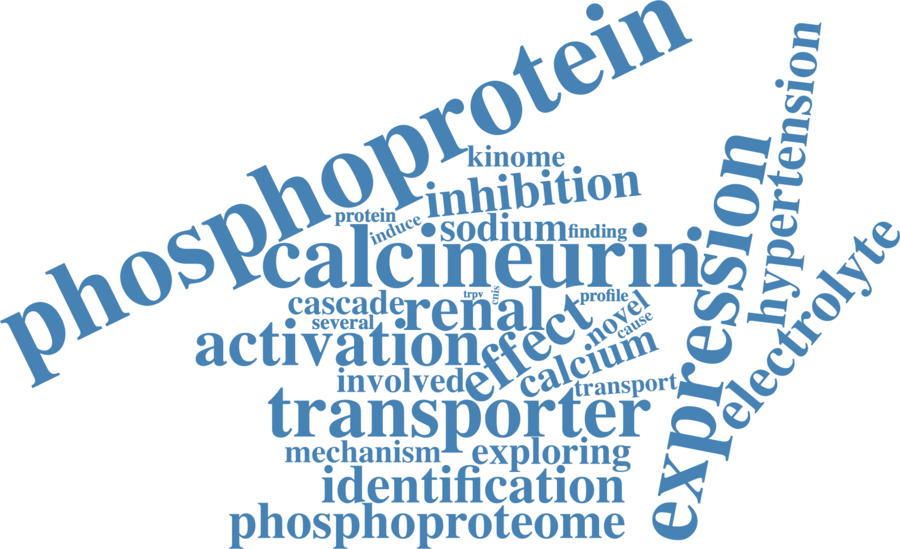 phosphoprotein
kinome
inhibition
protein
induce
sodium
finding
calcineurin
cascade
renal
trpv
cnis
profile
several
activation
effect
novel
cause
calcium
involved
transport
transporter
mechanism
exploring
identification
phosphoproteome
expression
hypertension
electrolyte